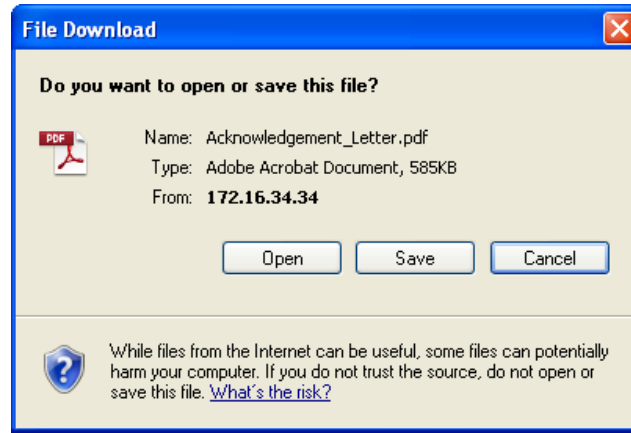 File Download
Do you want to open or save this file?
PDF
Name: Acknowledgement_Letter.pdf
Type: Adobe Acrobat Document, 585KB
From: 172.16.34.34
Open Save Cancel
While files from the Internet can be useful, some files can potentially
harm your computer. If you do not trust the source, do not open or
save this file. What's the risk?